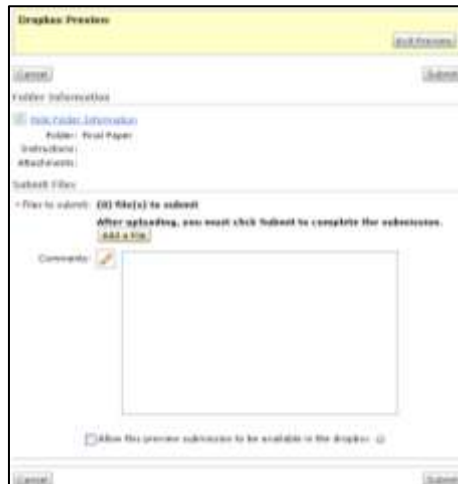 Dropbox Preview
Exit Preview
Cancel Submit
Folder Information
Hide Folder Information
Folder: Final Paper
Instructions:
Attachments:
Submit Files
* Files to submit: (0) file(s) to submit
After uploading, you must click Submit to complete the submission.
Add a File
Comments:
Allow this preview submission to be available in the dropbox
Cancel Submit